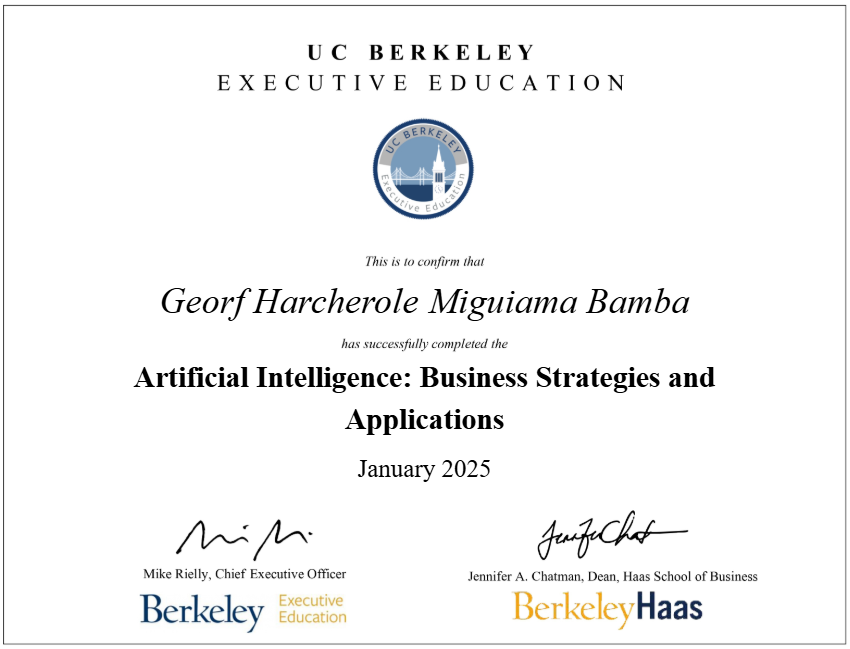 UC BERKELEY
EXECUTIVE EDUCATION
UC BERKELEY
Executive Education
This is to confirm that
Georf Harcherole Miguiama Bamba
has successfully completed the
Artificial Intelligence: Business Strategies and
Applications
January 2025
Mike Rielly, Chief Executive Officer
Jennifer A. Chatman, Dean, Haas School of Business
Berkeley Executive
Education
BerkeleyHaas